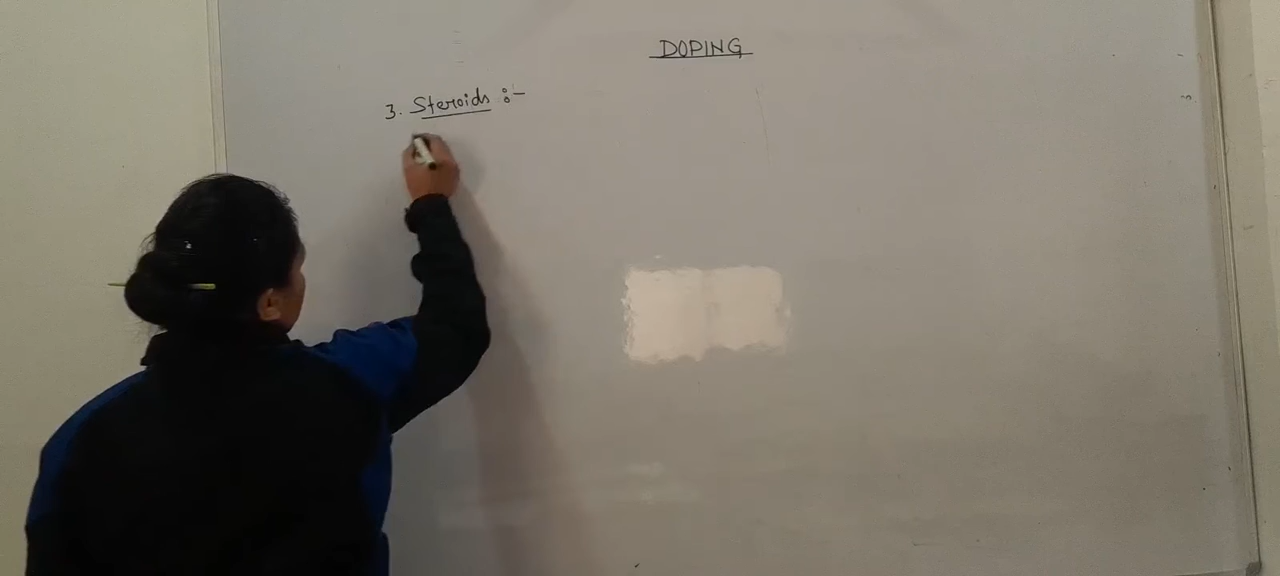 DOPING
3. Steroids :-